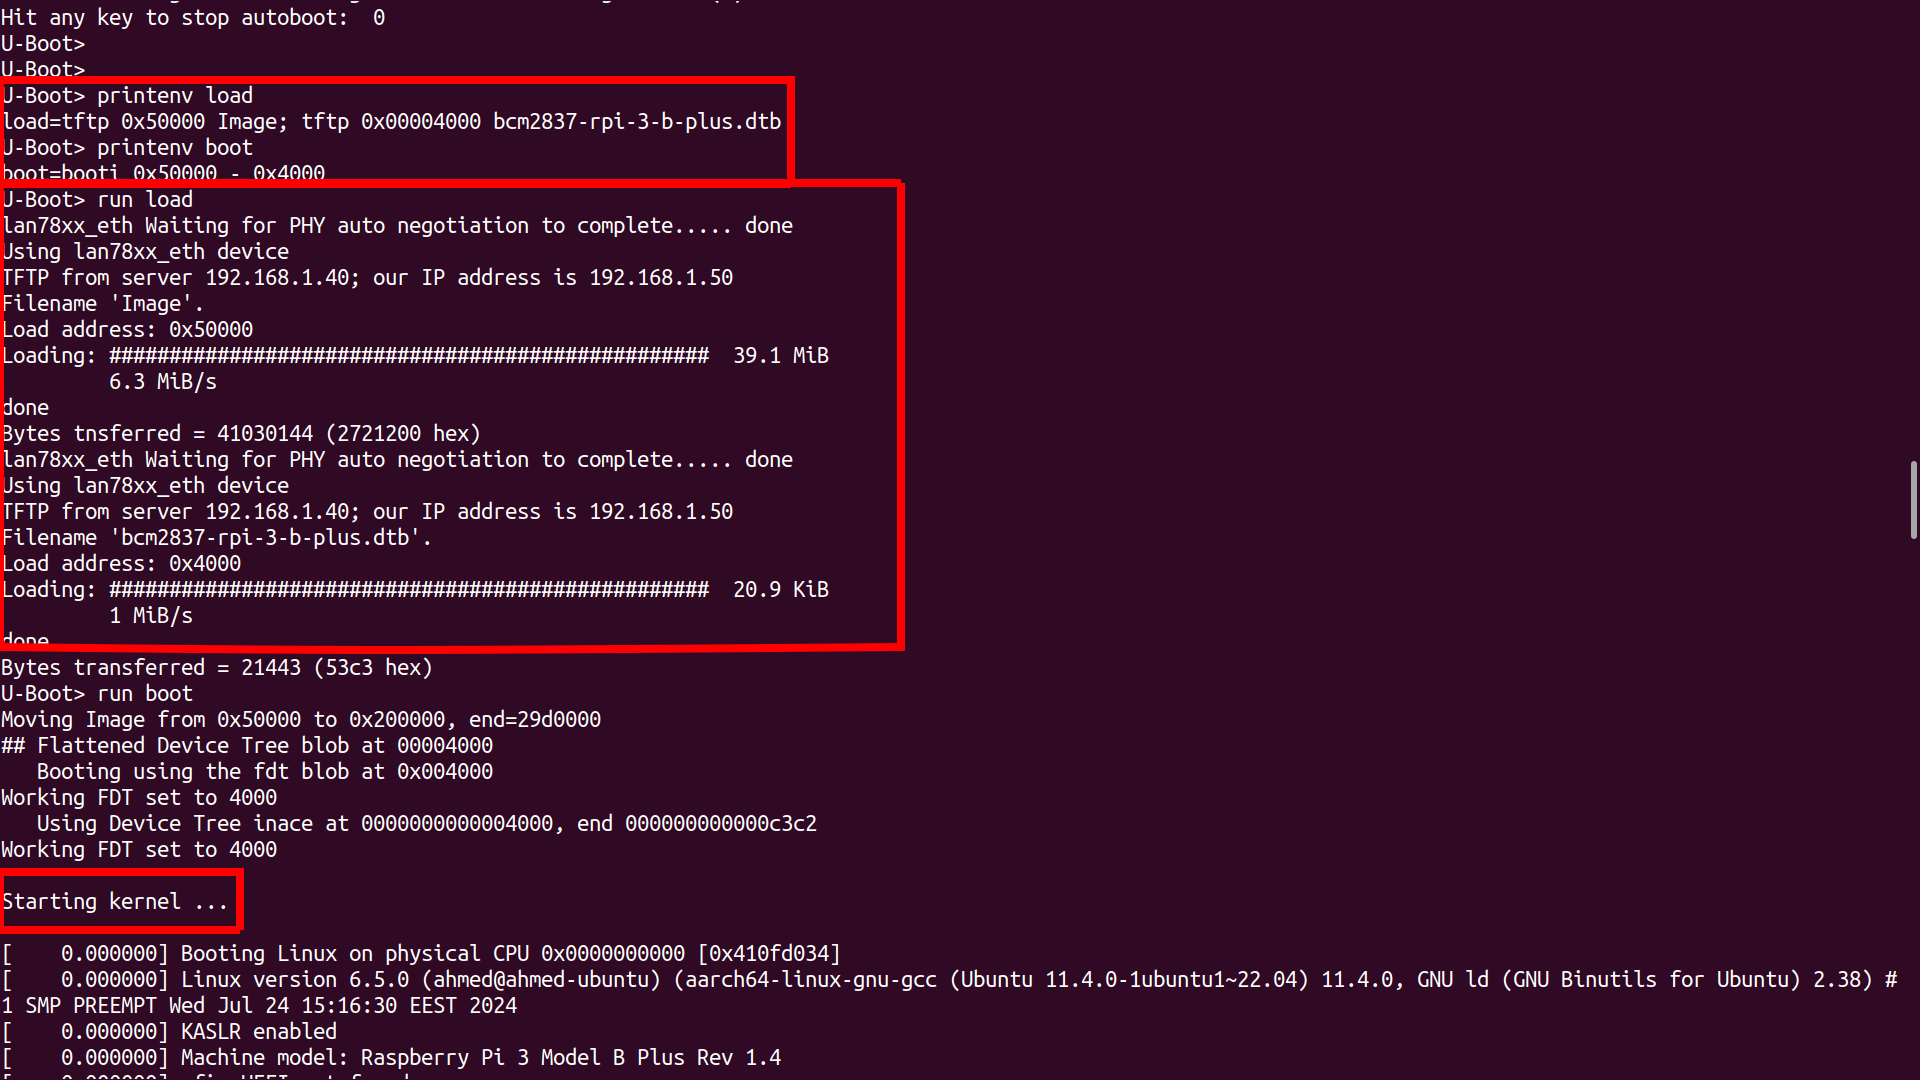 Hit any key to stop autoboot:  0
U-Boot>
U-Boot>
U-Boot> printenv load
load=tftp 0x50000 Image; tftp 0x00004000 bcm2837-rpi-3-b-plus.dtb
U-Boot> printenv boot
boot=booti 0x50000 - 0x4000
U-Boot> run load
lan78xx_eth Waiting for PHY auto negotiation to complete..... done
Using lan78xx_eth device
TFTP from server 192.168.1.40; our IP address is 192.168.1.50
Filename 'Image'.
Load address: 0x50000
Loading: ##################################################  39.1 MiB
         6.3 MiB/s
done
Bytes tnsferred = 41030144 (2721200 hex)
lan78xx_eth Waiting for PHY auto negotiation to complete..... done
Using lan78xx_eth device
TFTP from server 192.168.1.40; our IP address is 192.168.1.50
Filename 'bcm2837-rpi-3-b-plus.dtb'.
Load address: 0x4000
Loading: ##################################################  20.9 KiB
         1 MiB/s
done
Bytes transferred = 21443 (53c3 hex)
U-Boot> run boot
Moving Image from 0x50000 to 0x200000, end=29d0000
## Flattened Device Tree blob at 00004000
   Booting using the fdt blob at 0x004000
Working FDT set to 4000
   Using Device Tree inace at 0000000000004000, end 000000000000c3c2
Working FDT set to 4000
Starting kernel ...
[    0.000000] Booting Linux on physical CPU 0x0000000000 [0x410fd034]
[    0.000000] Linux version 6.5.0 (ahmed@ahmed-ubuntu) (aarch64-linux-gnu-gcc (Ubuntu 11.4.0-1ubuntu1~22.04) 11.4.0, GNU ld (GNU Binutils for Ubuntu) 2.38) #
1 SMP PREEMPT Wed Jul 24 15:16:30 EEST 2024
[    0.000000] KASLR enabled
[    0.000000] Machine model: Raspberry Pi 3 Model B Plus Rev 1.4